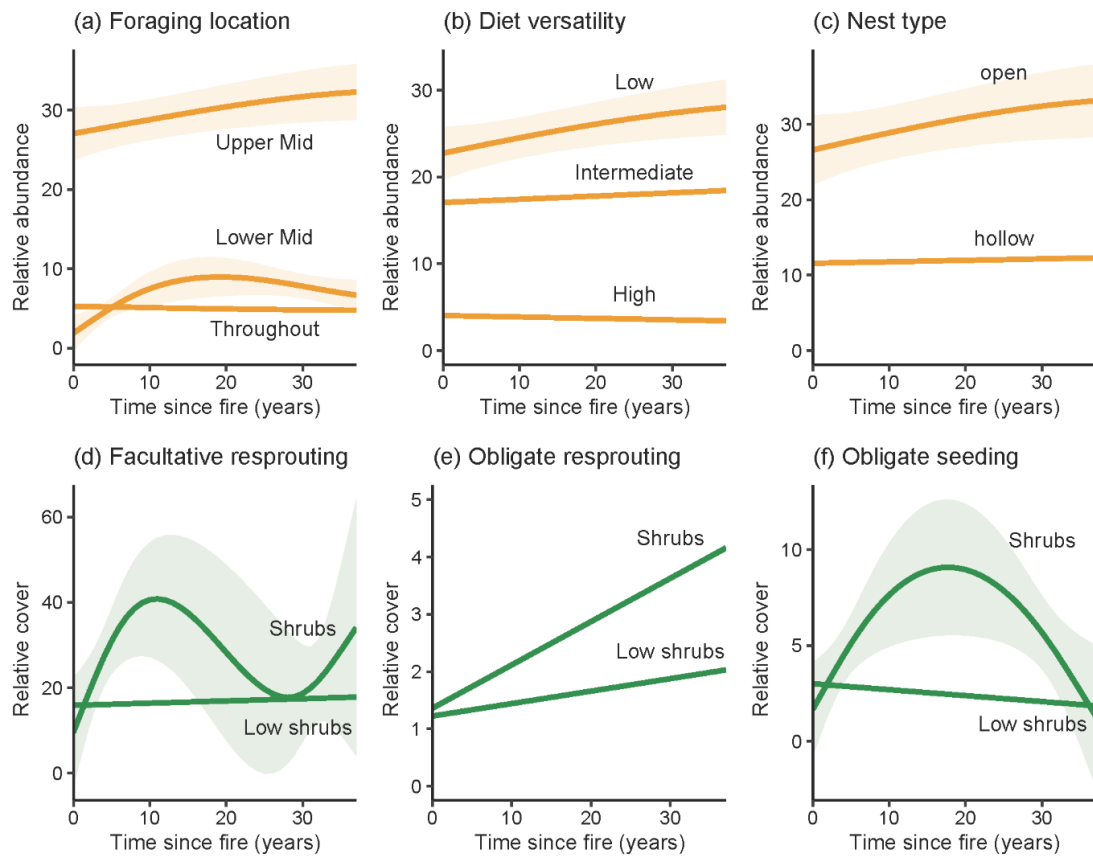 (a) Foraging location
(b) Diet versatility
(c) Nest type
Relative abundance
30
20
10
0
Upper Mid
Lower Mid
Throughout
0
10
20
30
Time since fire (years)
Relative abundance
30
20
10
0
Low
Intermediate
High
0
10
20
30
Time since fire (years)
Relative abundance
30
20
10
0
open
hollow
0
10
20
30
Time since fire (years)
(d) Facultative resprouting
(e) Obligate resprouting
(f) Obligate seeding
Relative cover
60
40
20
0
Shrubs
Low shrubs
0
10
20
30
Time since fire (years)
Relative cover
5
4
3
2
1
0
Shrubs
Low shrubs
0
10
20
30
Time since fire (years)
Relative cover
10
5
0
Shrubs
Low shrubs
0
10
20
30
Time since fire (years)